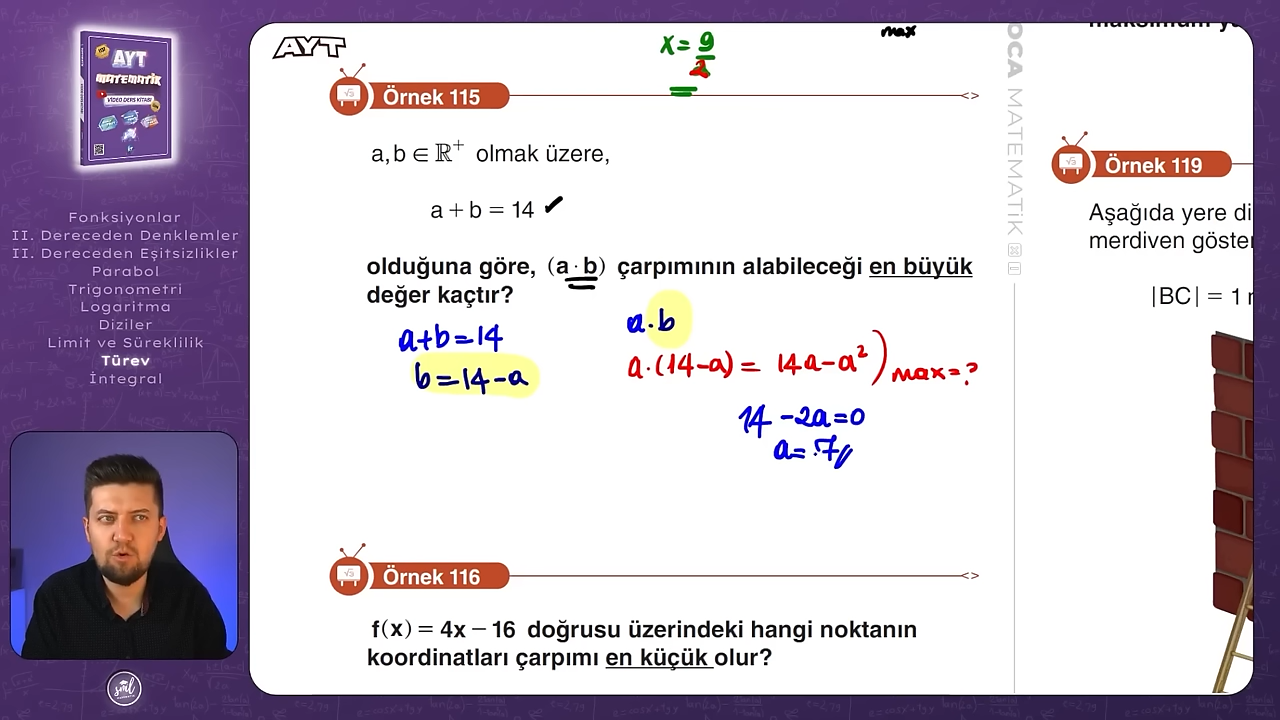 AYT
MATEMATİK
VİDEO DERS KİTABI
Fonksiyonlar
II. Dereceden Denklemler
II. Dereceden Eşitsizlikler
Parabol
Trigonometri
Logaritma
Diziler
Limit ve Süreklilik
Türev
İntegral
AYT
x = 9/2
max
Örnek 115
a, b ∈ ℝ⁺ olmak üzere,
a + b = 14
olduğuna göre, (a · b) çarpımının alabileceği en büyük
değer kaçtır?
a+b=14
b=14-a
a·b
a·(14-a) = 14a-a²) max=?
14 -2a=0
a=7
Örnek 116
f(x) = 4x − 16 doğrusu üzerindeki hangi noktanın
koordinatları çarpımı en küçük olur?
OCA MATEMATİK
Örnek 119
Aşağıda yere di
merdiven göster
|BC| = 1